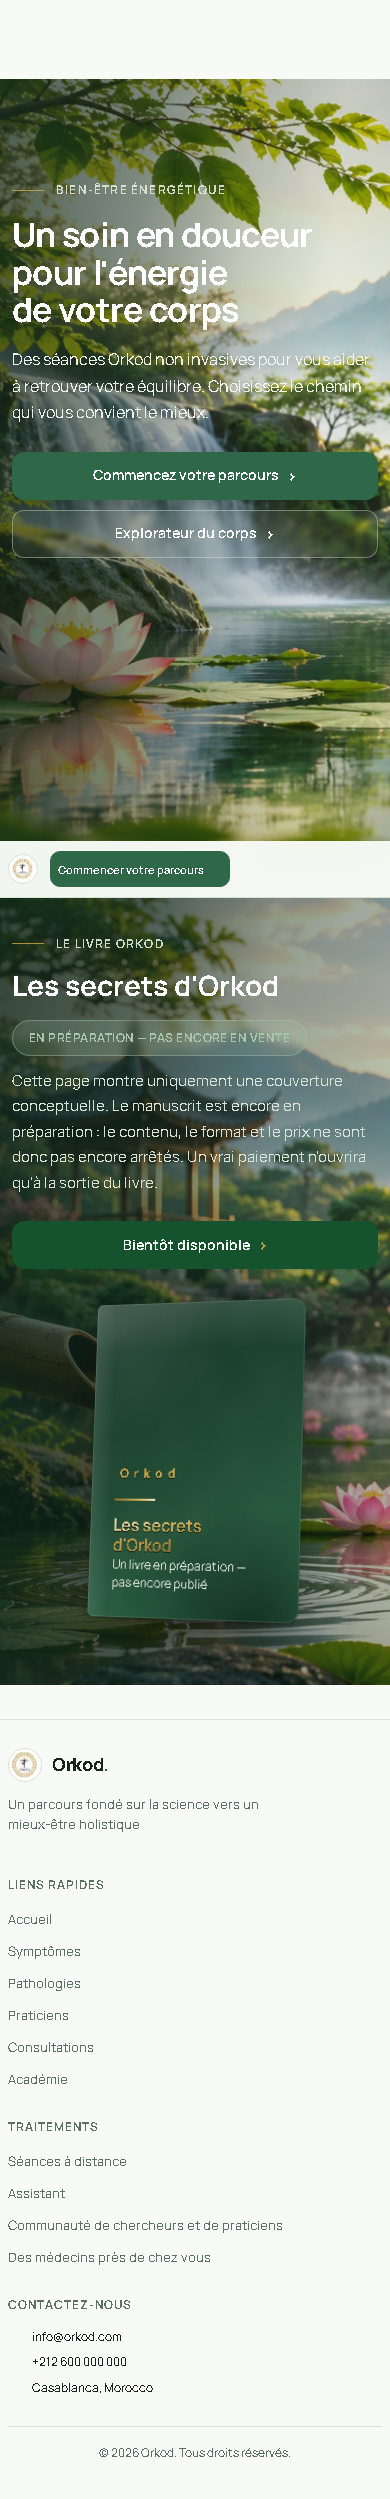 BIEN-ÊTRE ÉNERGÉTIQUE
Un soin en douceur
pour l'énergie
de votre corps
Des séances Orkod non invasives pour vous aider
à retrouver votre équilibre. Choisissez le chemin
qui vous convient le mieux.
Commencez votre parcours
Explorateur du corps
Commencer votre parcours
LE LIVRE ORKOD
Les secrets d'Orkod
EN PRÉPARATION — PAS ENCORE EN VENTE
Cette page montre uniquement une couverture
conceptuelle. Le manuscrit est encore en
préparation : le contenu, le format et le prix ne sont
donc pas encore arrêtés. Un vrai paiement n'ouvrira
qu'à la sortie du livre.
Bientôt disponible
Orkod
Les secrets
d'Orkod
Un livre en préparation —
pas encore publié
Orkod.
Un parcours fondé sur la science vers un
mieux-être holistique
LIENS RAPIDES
Accueil
Symptômes
Pathologies
Praticiens
Consultations
Académie
TRAITEMENTS
Séances à distance
Assistant
Communauté de chercheurs et de praticiens
Des médecins près de chez vous
CONTACTEZ-NOUS
info@orkod.com
+212 600 000 000
Casablanca, Morocco
© 2026 Orkod. Tous droits réservés.